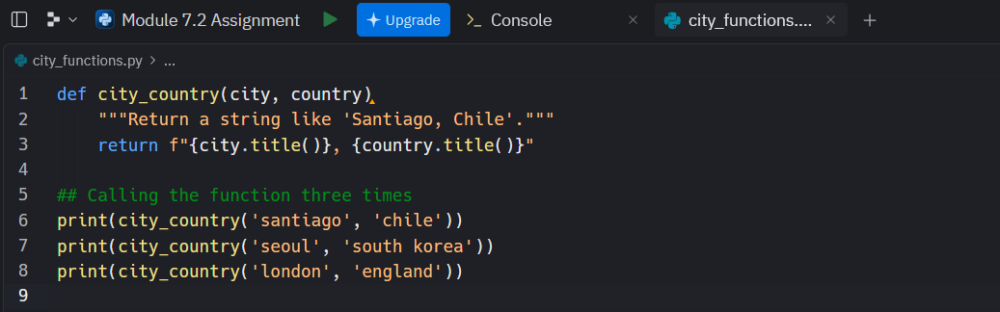 Module 7.2 Assignment Upgrade >_ Console × city_functions.... × +
city_functions.py > ...
1 def city_country(city, country)
2     """Return a string like 'Santiago, Chile'."""
3     return f"{city.title()}, {country.title()}"
4
5 ## Calling the function three times
6 print(city_country('santiago', 'chile'))
7 print(city_country('seoul', 'south korea'))
8 print(city_country('london', 'england'))
9